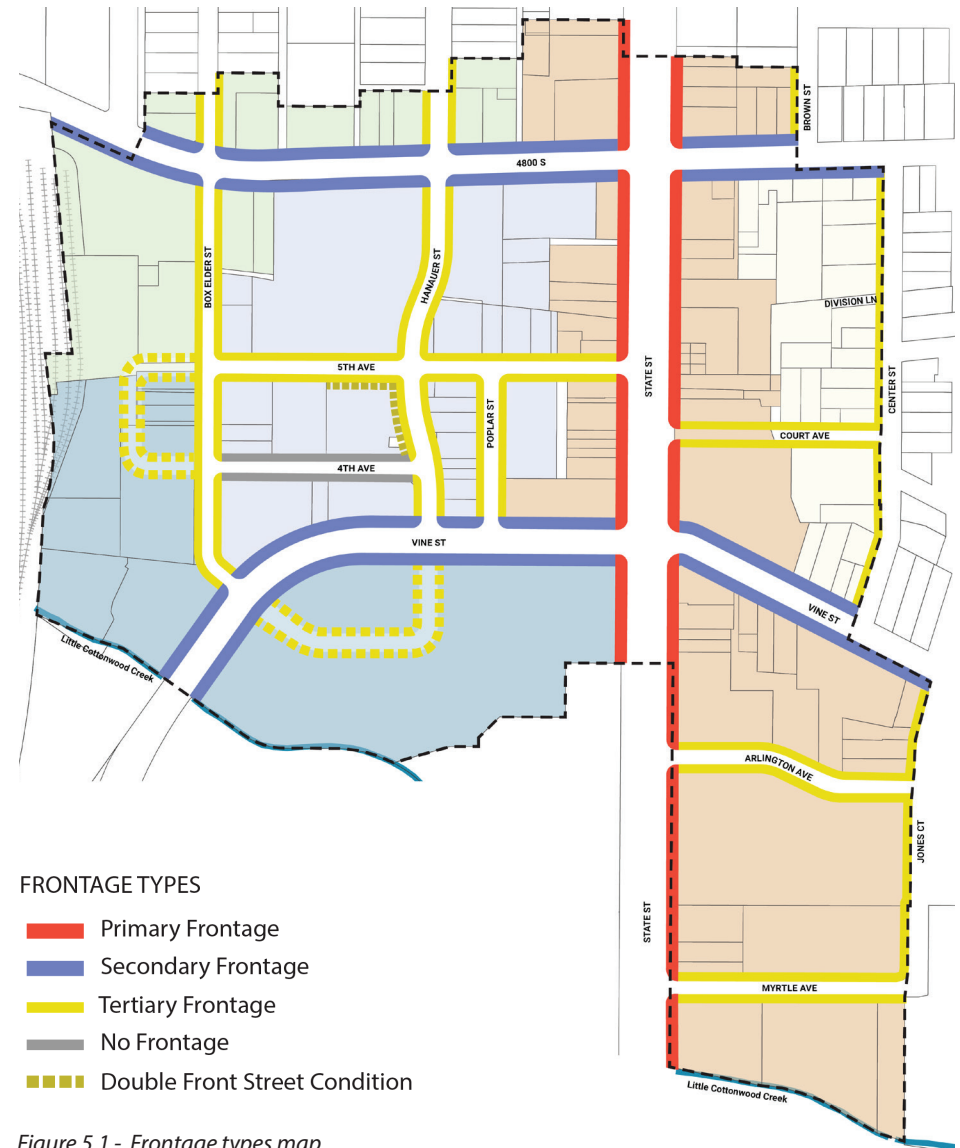 BROWN ST
4800 S
BOX ELDER ST
HANAUER ST
DIVISION LN
5TH AVE
STATE ST
CENTER ST
POPLAR ST
COURT AVE
4TH AVE
VINE ST
VINE ST
Little Cottonwood Creek
ARLINGTON AVE
JONES CT
STATE ST
MYRTLE AVE
Little Cottonwood Creek
FRONTAGE TYPES
Primary Frontage
Secondary Frontage
Tertiary Frontage
No Frontage
Double Front Street Condition
Figure 5.1 - Frontage types map